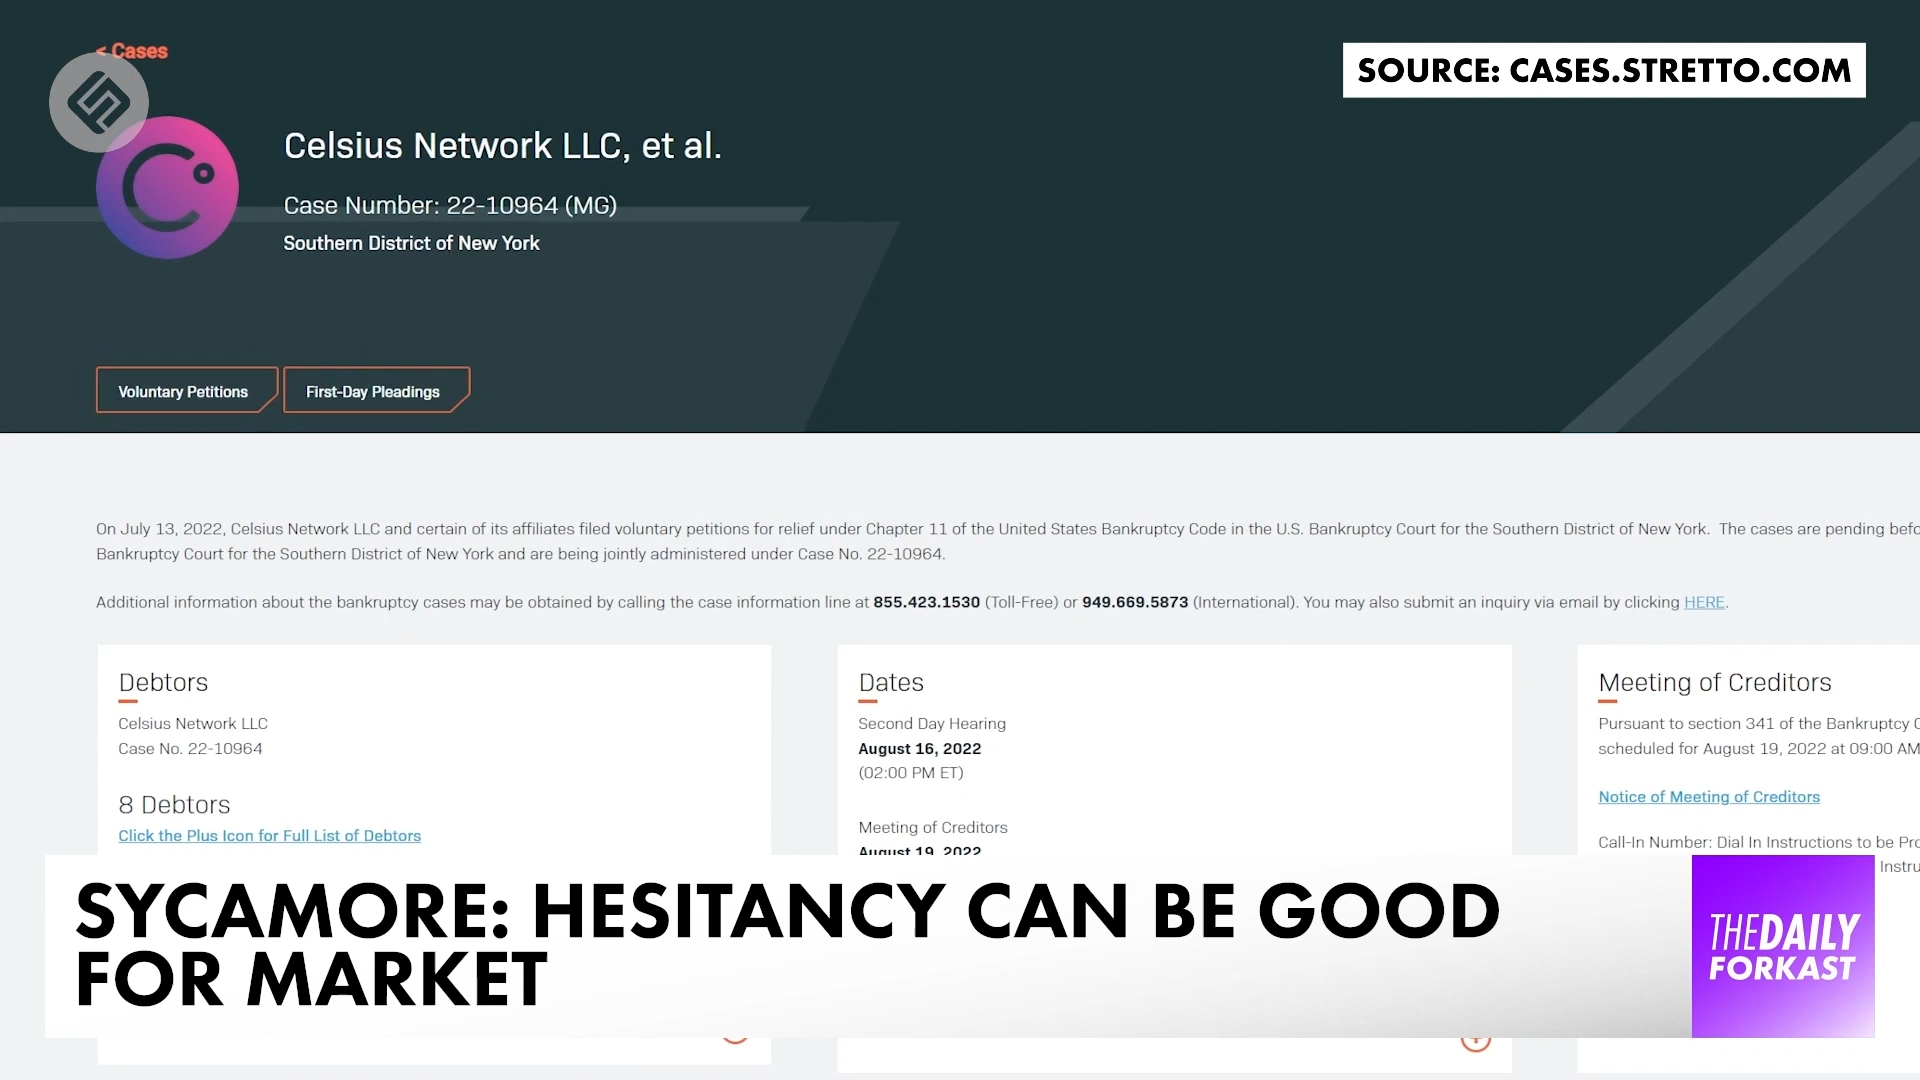 < Cases
SOURCE: CASES.STRETTO.COM
Celsius Network LLC, et al.
Case Number: 22-10964 (MG)
Southern District of New York
Voluntary Petitions
First-Day Pleadings
On July 13, 2022, Celsius Network LLC and certain of its affiliates filed voluntary petitions for relief under Chapter 11 of the United States Bankruptcy Code in the U.S. Bankruptcy Court for the Southern District of New York. The cases are pending
Bankruptcy Court for the Southern District of New York and are being jointly administered under Case No. 22-10964.
Additional information about the bankruptcy cases may be obtained by calling the case information line at 855.423.1530 (Toll-Free) or 949.669.5873 (International). You may also submit an inquiry via email by clicking HERE.
Debtors
Celsius Network LLC
Case No. 22-10964
8 Debtors
Click the Plus Icon for Full List of Debtors
Dates
Second Day Hearing
August 16, 2022
(02:00 PM ET)
Meeting of Creditors
August 19, 2022
Meeting of Creditors
Pursuant to section 341 of the Bankruptcy
scheduled for August 19, 2022 at 09:00 AM
Notice of Meeting of Creditors
Call-In Number: Dial In Instructions to be
SYCAMORE: HESITANCY CAN BE GOOD
FOR MARKET
THE DAILY
FORKAST